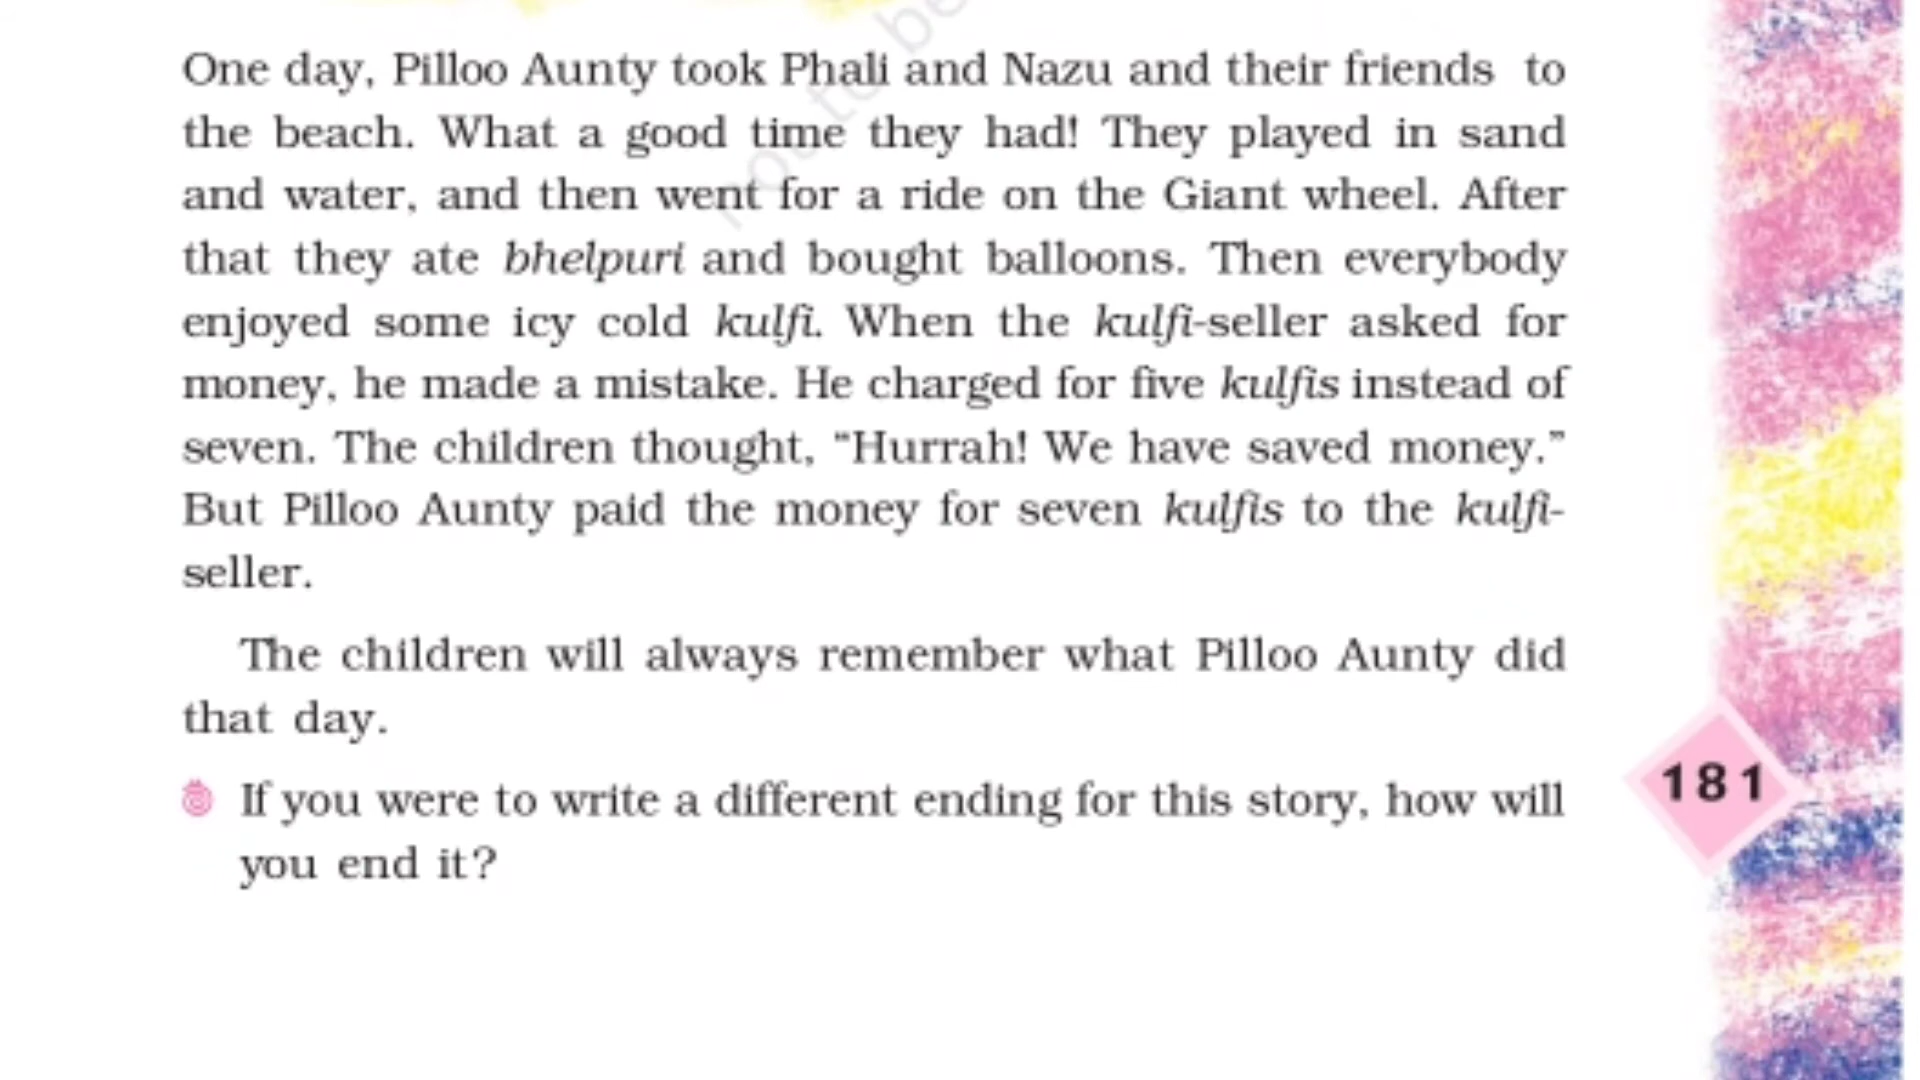 not to be
One day, Pilloo Aunty took Phali and Nazu and their friends to
the beach. What a good time they had! They played in sand
and water, and then went for a ride on the Giant wheel. After
that they ate bhelpuri and bought balloons. Then everybody
enjoyed some icy cold kulfi. When the kulfi-seller asked for
money, he made a mistake. He charged for five kulfis instead of
seven. The children thought, “Hurrah! We have saved money.”
But Pilloo Aunty paid the money for seven kulfis to the kulfi-
seller.
The children will always remember what Pilloo Aunty did
that day.
If you were to write a different ending for this story, how will
you end it?
181